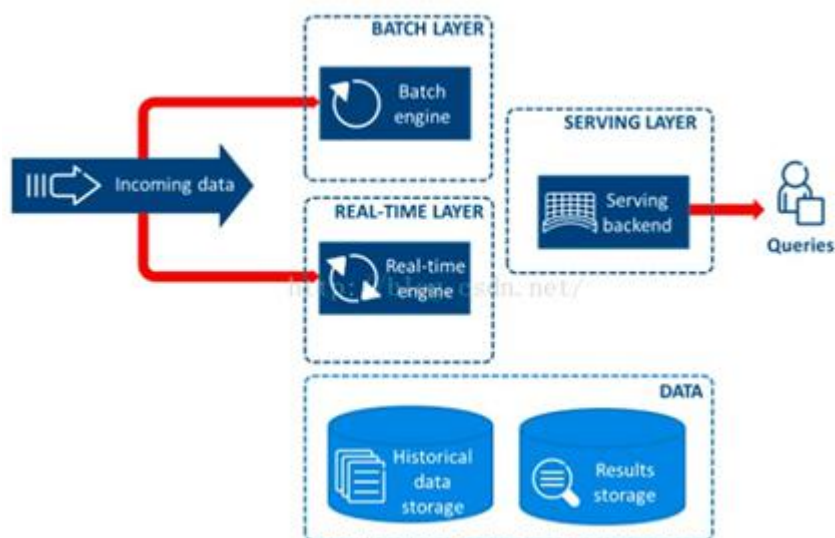 BATCH LAYER
Batch
engine
Incoming data
REAL-TIME LAYER
Real-time
engine
SERVING LAYER
Serving
backend
Queries
DATA
Historical
data
storage
Results
storage